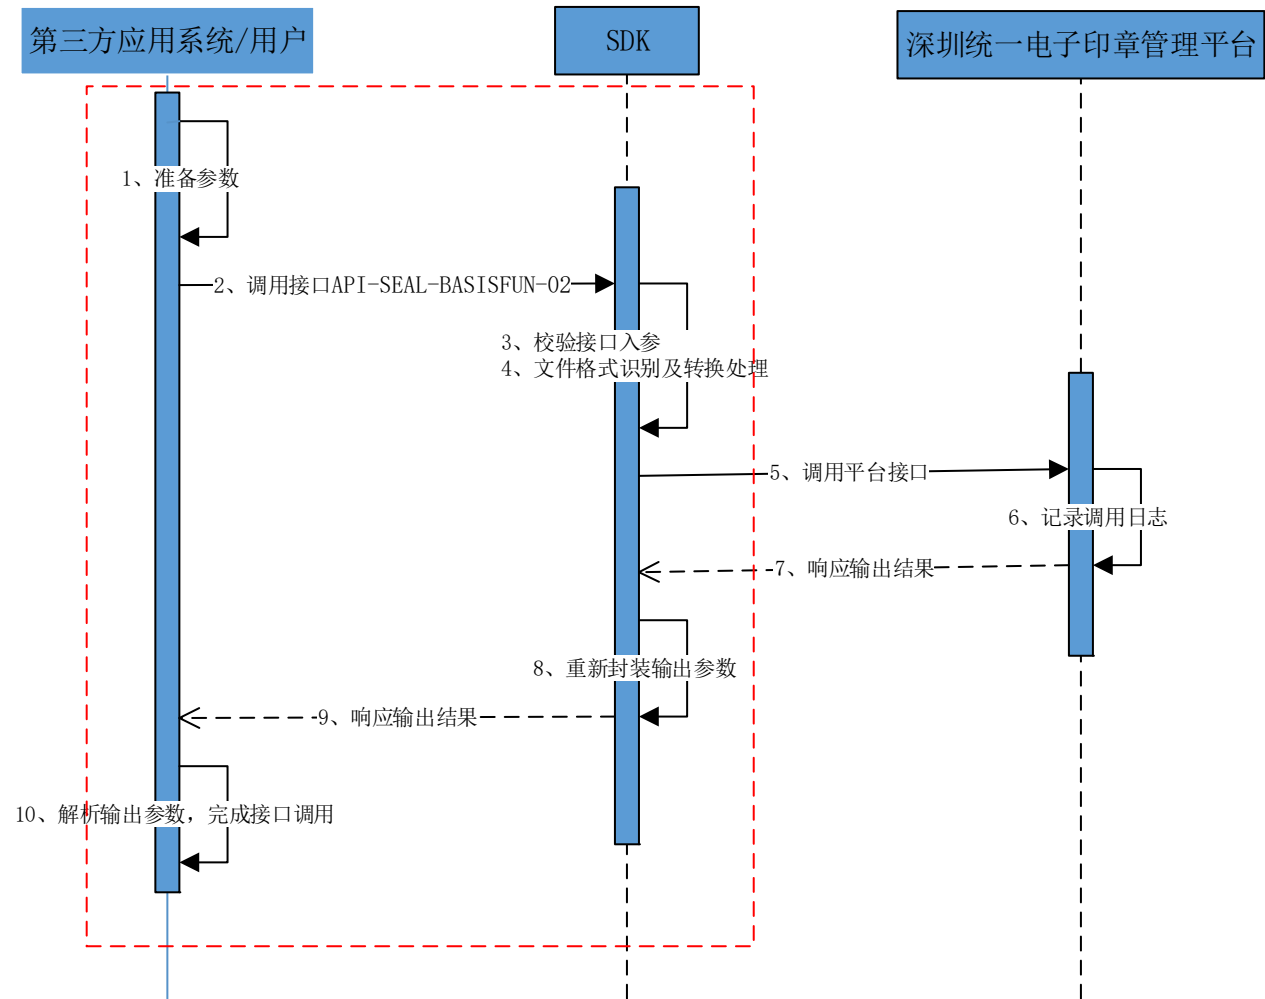 第三方应用系统/用户
SDK
深圳统一电子印章管理平台
1、准备参数
2、调用接口API-SEAL-BASISFUN-02
3、校验接口入参
4、文件格式识别及转换处理
5、调用平台接口
6、记录调用日志
7、响应输出结果
8、重新封装输出参数
9、响应输出结果
10、解析输出参数，完成接口调用